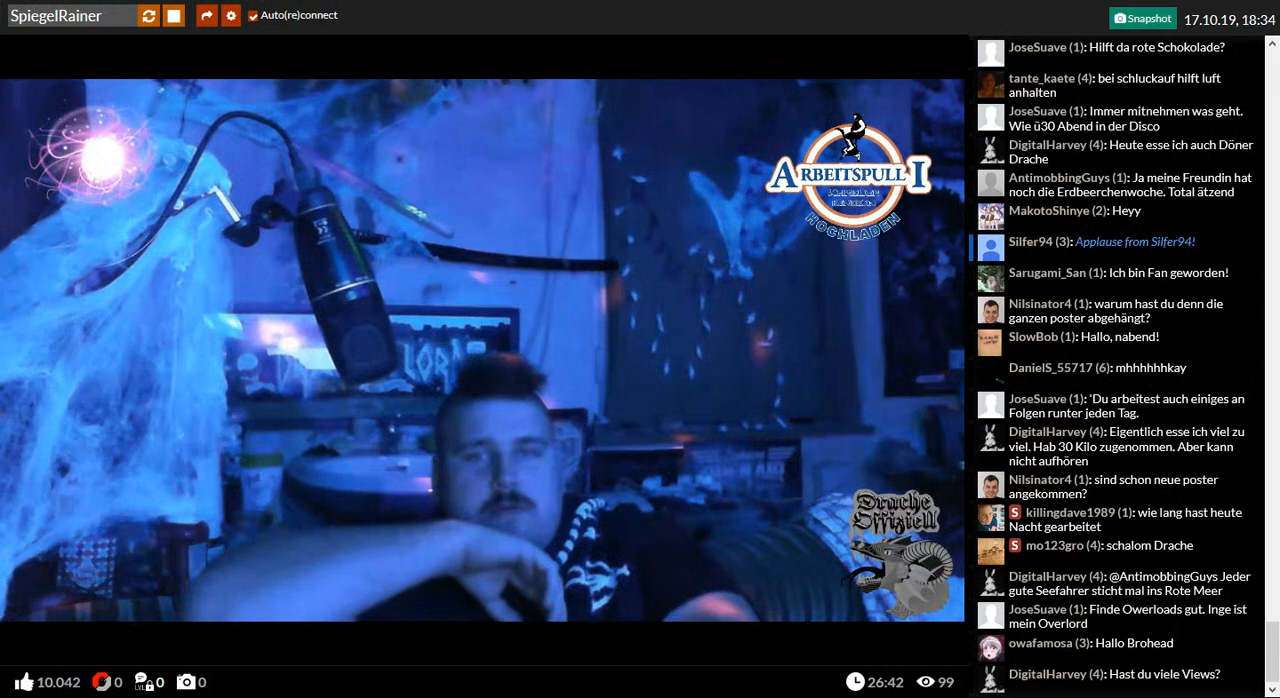 SpiegelRainer
Auto(re)connect
Snapshot
17.10.19, 18:34
ARBEITSPULLI
HOCHLADEN
Drache
Offiziell
10.042
0
LVL
0
0
26:42
99
JoseSuave (1): Hilft da rote Schokolade?
tante_kaete (4): bei schluckauf hilft luft
anhalten
JoseSuave (1): Immer mitnehmen was geht.
Wie ü30 Abend in der Disco
DigitalHarvey (4): Heute esse ich auch Döner
Drache
AntimobbingGuys (1): Ja meine Freundin hat
noch die Erdbeerchenwoche. Total ätzend
MakotoShinye (2): Heyy
Silfer94 (3): Applause from Silfer94!
Sarugami_San (1): Ich bin Fan geworden!
Nilsinator4 (1): warum hast du denn die
ganzen poster abgehängt?
SlowBob (1): Hallo, nabend!
DanielS_55717 (6): mhhhhhhkay
JoseSuave (1): 'Du arbeitest auch einiges an
Folgen runter jeden Tag.
DigitalHarvey (4): Eigentlich esse ich viel zu
viel. Hab 30 Kilo zugenommen. Aber kann
nicht aufhören
Nilsinator4 (1): sind schon neue poster
angekommen?
S killingdave1989 (1): wie lang hast heute
Nacht gearbeitet
S mo123gro (4): schalom Drache
DigitalHarvey (4): @AntimobbingGuys Jeder
gute Seefahrer sticht mal ins Rote Meer
JoseSuave (1): Finde Owerloads gut. Inge ist
mein Overlord
owafamosa (3): Hallo Brohead
DigitalHarvey (4): Hast du viele Views?